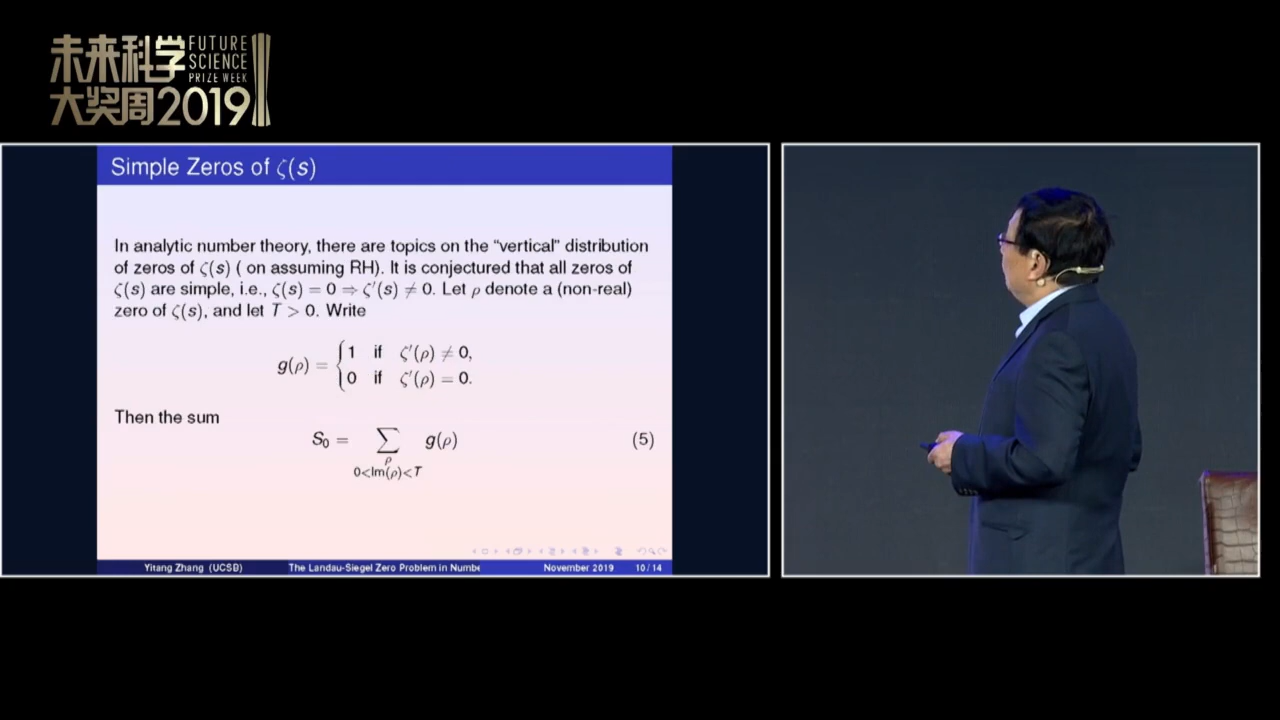 未来科学
大奖周2019
FUTURE
SCIENCE
PRIZE WEEK
Simple Zeros of ζ(s)
In analytic number theory, there are topics on the “vertical” distribution
of zeros of ζ(s) ( on assuming RH). It is conjectured that all zeros of
ζ(s) are simple, i.e., ζ(s) = 0 ⇒ ζ′(s) ≠ 0. Let ρ denote a (non-real)
zero of ζ(s), and let T > 0. Write
g(ρ) = { 1 if ζ′(ρ) ≠ 0,
0 if ζ′(ρ) = 0.
Then the sum
S₀ = ∑ g(ρ) (5)
ρ
0<Im(ρ)<T
Yitang Zhang (UCSB) The Landau-Siegel Zero Problem in Numbe November 2019 10/14